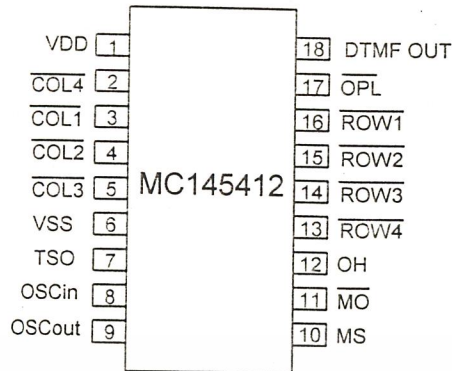 VDD 1
COL4 2
COL1 3
COL2 4
COL3 5
VSS 6
TSO 7
OSCin 8
OSCout 9
MC145412
18 DTMF OUT
17 OPL
16 ROW1
15 ROW2
14 ROW3
13 ROW4
12 OH
11 MO
10 MS